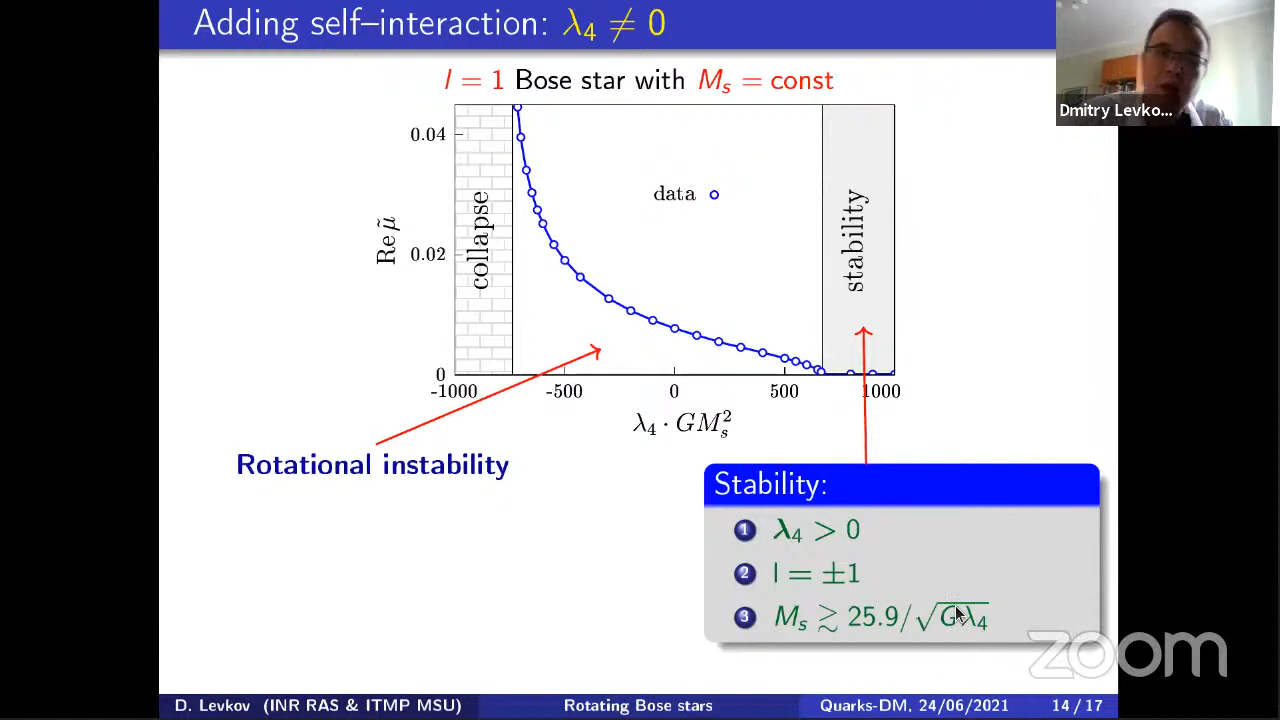 Adding self–interaction: λ₄ ≠ 0
l = 1 Bose star with Mₛ = const
0.04
0.02
0
Re μ̃
collapse
data
stability
-1000
-500
0
500
1000
λ₄ · GMₛ²
Rotational instability
Stability:
1 λ₄ > 0
2 l = ±1
3 Mₛ ≳ 25.9/√Gλ₄
Dmitry Levko...
zoom
D. Levkov (INR RAS & ITMP MSU)
Rotating Bose stars
Quarks-DM, 24/06/2021
14 / 17